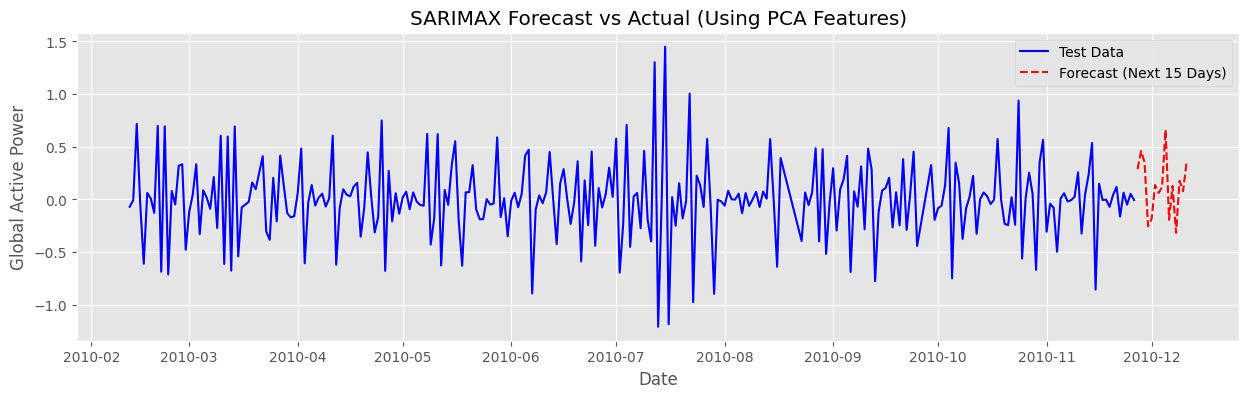 SARIMAX Forecast vs Actual (Using PCA Features)
Test Data
Forecast (Next 15 Days)
Global Active Power
1.5
1.0
0.5
0.0
−0.5
−1.0
2010-02 2010-03 2010-04 2010-05 2010-06 2010-07 2010-08 2010-09 2010-10 2010-11 2010-12
Date